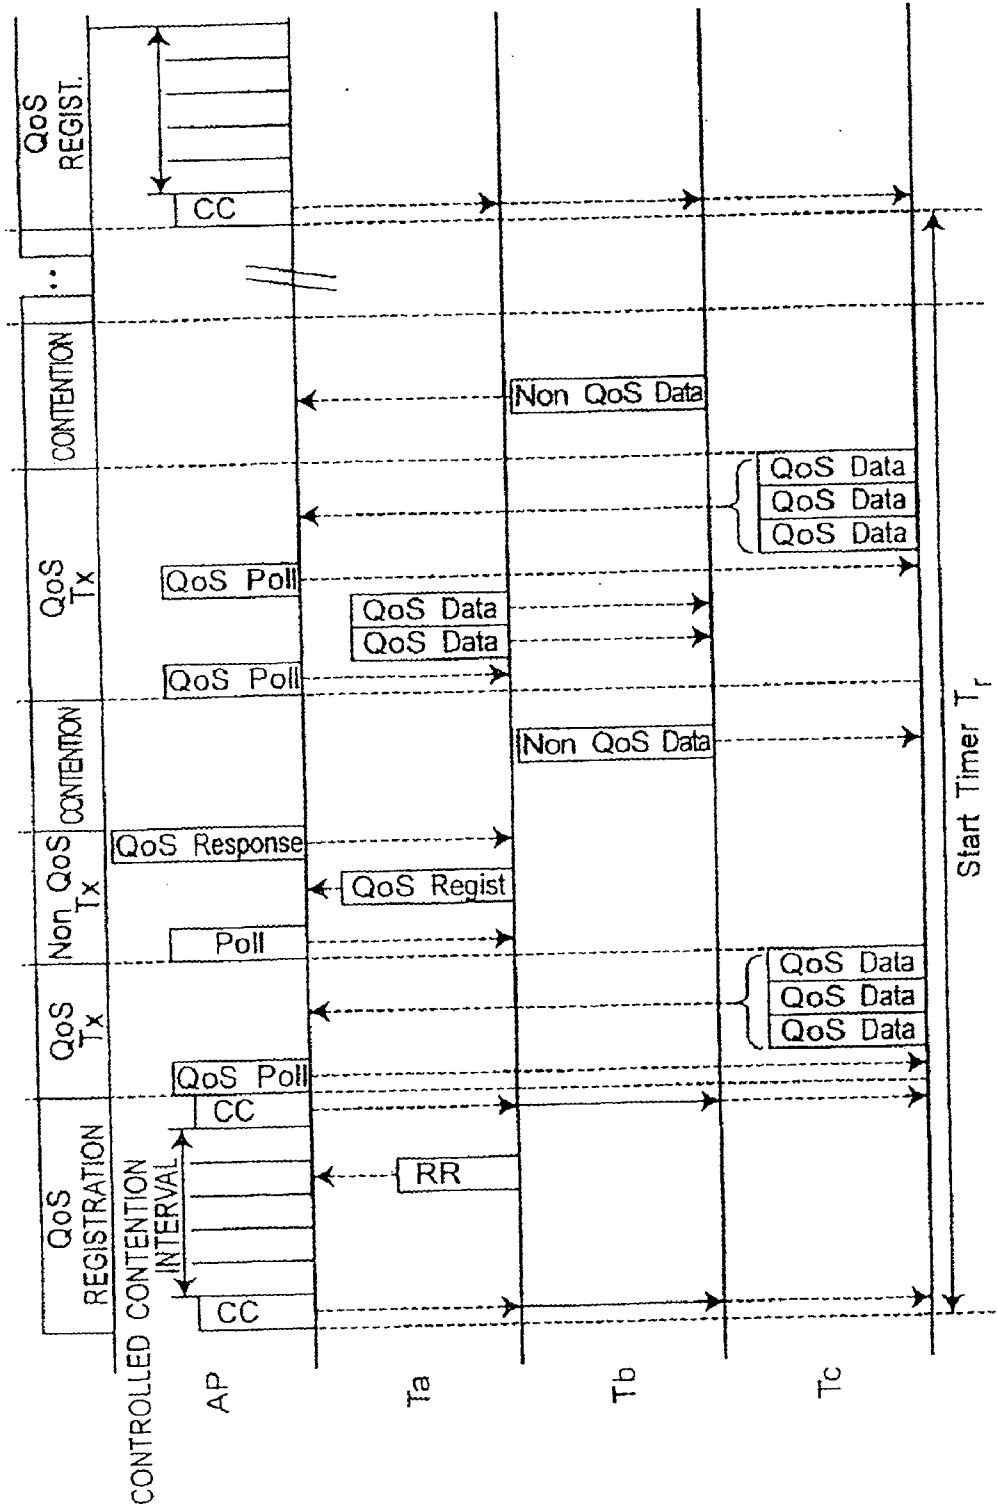 QoS
REGIST.
CC
..
CONTENTION
Non QoS Data
QoS Data
QoS Data
QoS Data
QoS Tx
QoS Poll
QoS Data
QoS Data
QoS Poll
CONTENTION
Non QoS Data
Start Timer Tr
Non QoS
Tx
QoS Response
QoS Regist
Poll
QoS Data
QoS Data
QoS Data
QoS
Tx
QoS Poll
CC
QoS
REGISTRATION
CONTROLLED CONTENTION
INTERVAL
RR
CC
AP
Ta
Tb
Tc